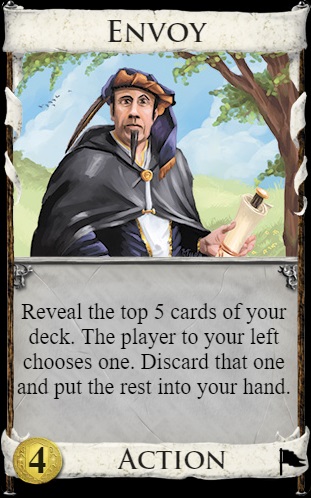 ENVOY
Reveal the top 5 cards of your
deck. The player to your left
chooses one. Discard that one
and put the rest into your hand.
4 ACTION